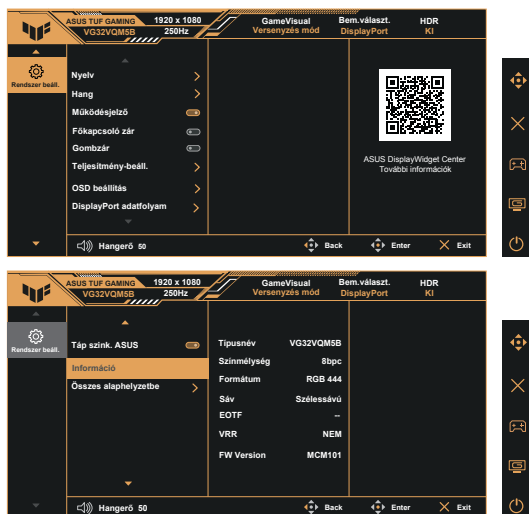 ASUS TUF GAMING 1920 x 1080 GameVisual Bem.választ. HDR
VG32VQM5B 250Hz Versenyzés mód DisplayPort KI
Rendszer beáll.
Nyelv
Hang
Működésjelző
Főkapcsoló zár
Gombzár
Teljesítmény-beáll.
OSD beállítás
DisplayPort adatfolyam
ASUS DisplayWidget Center
További információk
Hangerő 50 Back Enter Exit
ASUS TUF GAMING 1920 x 1080 GameVisual Bem.választ. HDR
VG32VQM5B 250Hz Versenyzés mód DisplayPort KI
Rendszer beáll.
Táp szink. ASUS
Információ
Összes alaphelyzetbe
Típusnév VG32VQM5B
Színmélység 8bpc
Formátum RGB 444
Sáv Szélessávú
EOTF --
VRR NEM
FW Version MCM101
Hangerő 50 Back Enter Exit